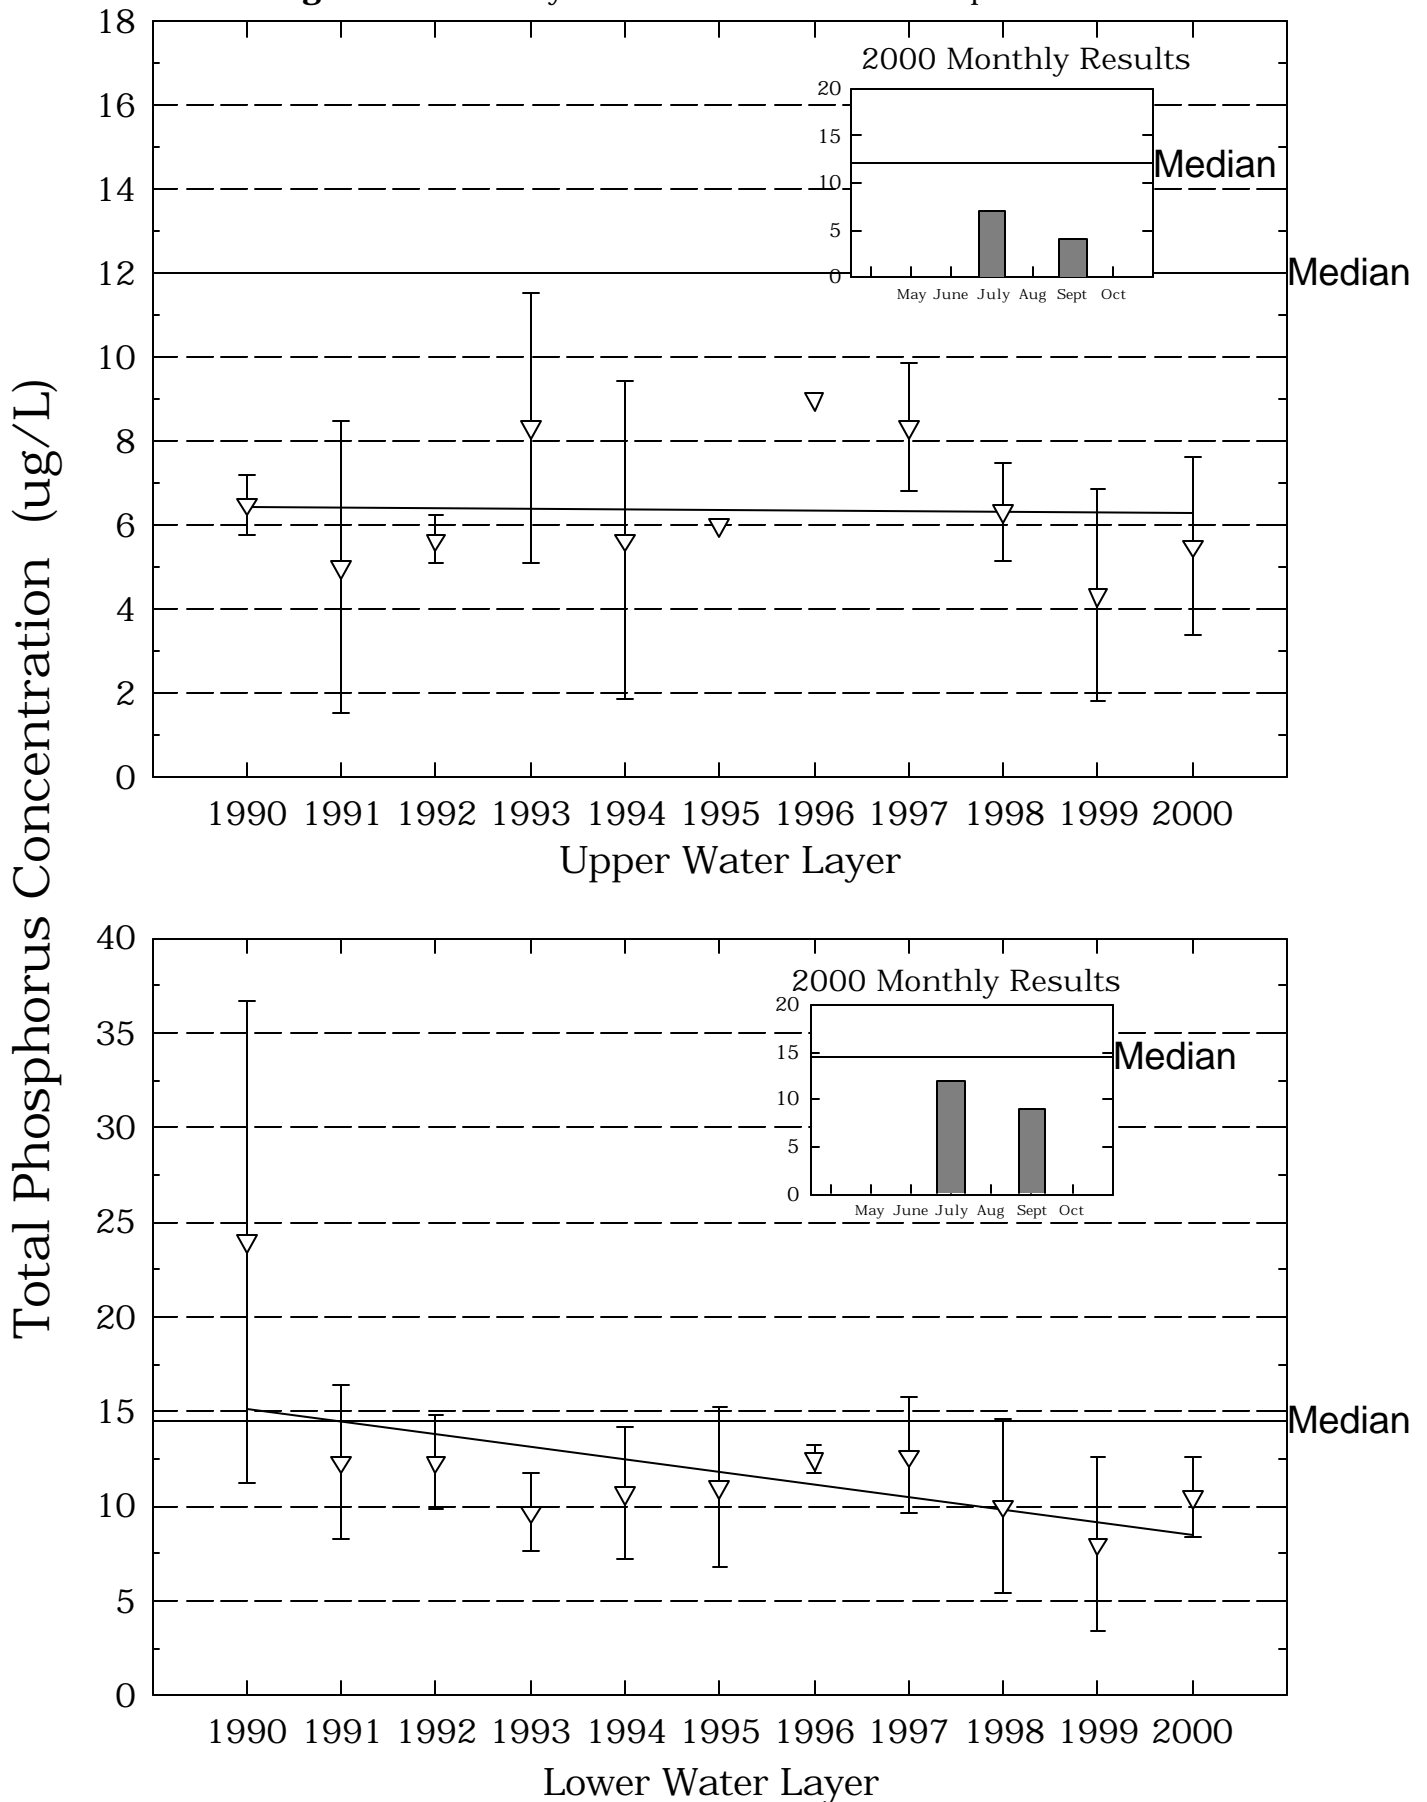 18
16
14
12
10
8
6
4
2
0
2000 Monthly Results
20
15
10
5
0
Median
May June July Aug Sept Oct
Median
1990 1991 1992 1993 1994 1995 1996 1997 1998 1999 2000
Upper Water Layer
Total Phosphorus Concentration (ug/L)
40
35
30
25
20
15
10
5
0
2000 Monthly Results
20
15
10
5
0
Median
May June July Aug Sept Oct
Median
1990 1991 1992 1993 1994 1995 1996 1997 1998 1999 2000
Lower Water Layer